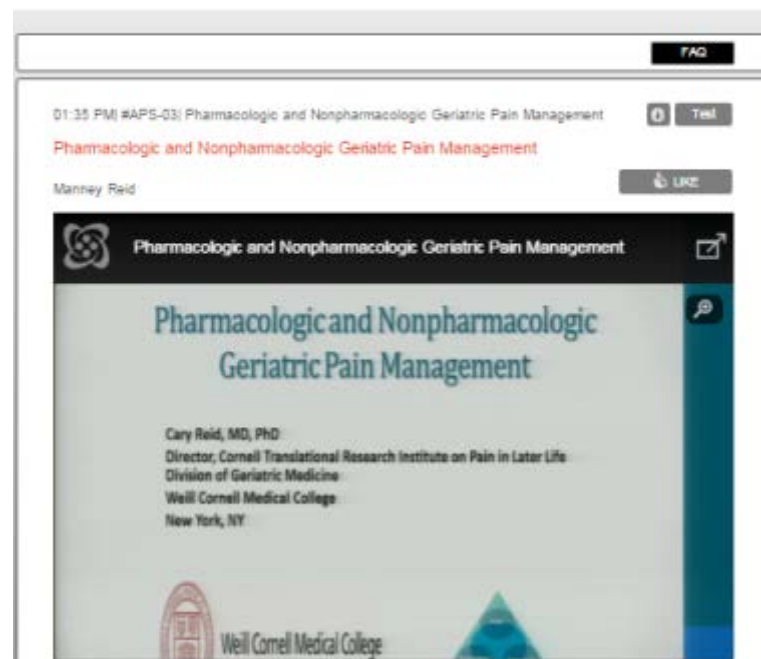 FAQ
01:35 PM| #APS-03| Pharmacologic and Nonpharmacologic Geriatric Pain Management
Test
Pharmacologic and Nonpharmacologic Geriatric Pain Management
LIKE
Manney Reid
Pharmacologic and Nonpharmacologic Geriatric Pain Management
Pharmacologic and Nonpharmacologic
Geriatric Pain Management
Cary Reid, MD, PhD
Director, Cornell Translational Research Institute on Pain in Later Life
Division of Geriatric Medicine
Weill Cornell Medical College
New York, NY
Weill Cornell Medical College